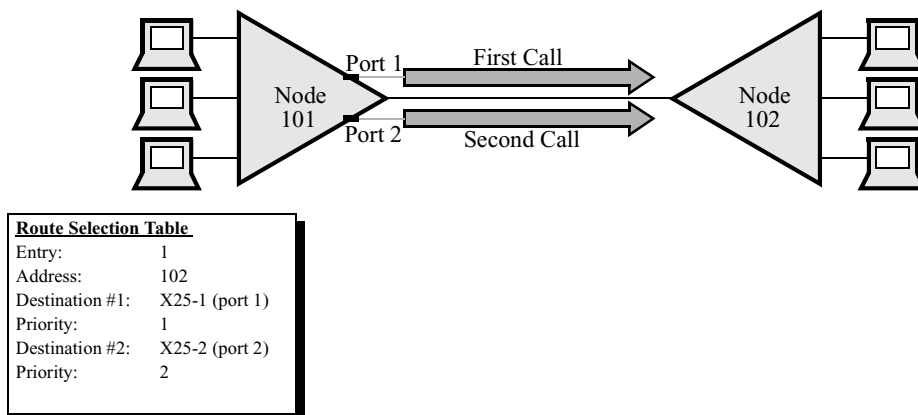 Port 1
First Call
Node
101
Node
102
Port 2
Second Call
Route Selection Table
Entry: 1
Address: 102
Destination #1: X25-1 (port 1)
Priority: 1
Destination #2: X25-2 (port 2)
Priority: 2